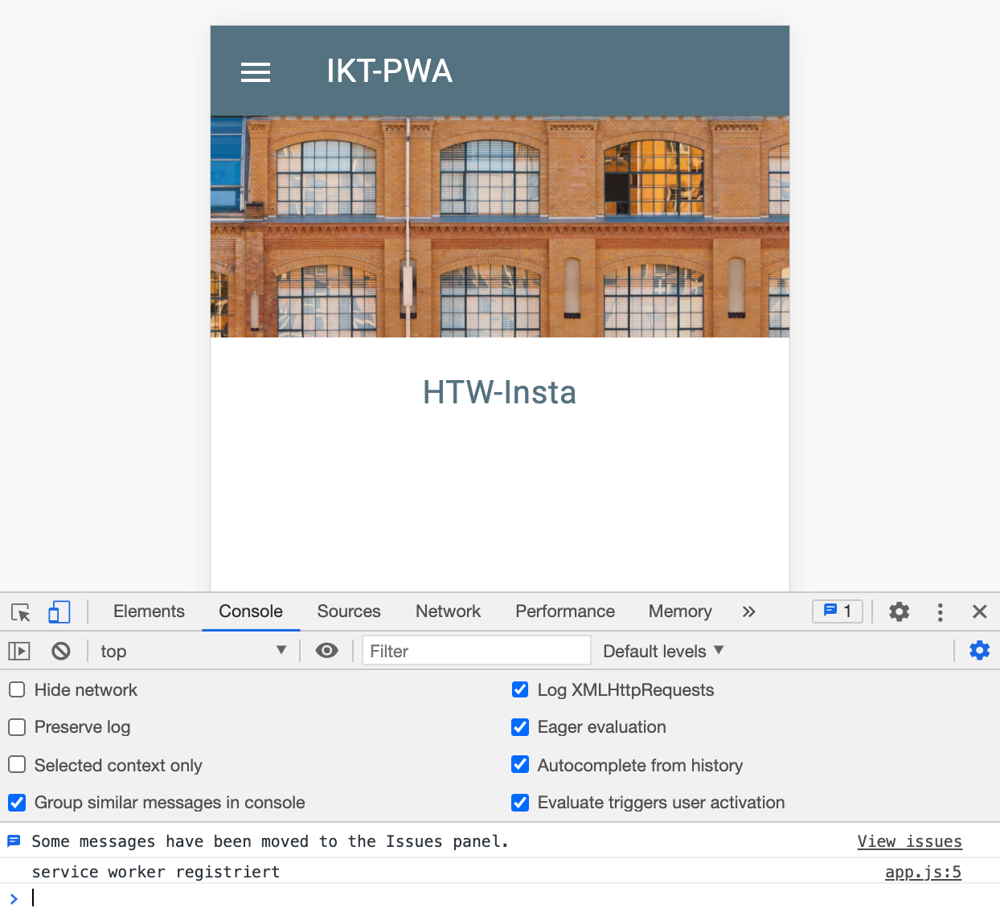 IKT-PWA
HTW-Insta
Elements Console Sources Network Performance Memory » 1
top Filter Default levels
Hide network Log XMLHttpRequests
Preserve log Eager evaluation
Selected context only Autocomplete from history
Group similar messages in console Evaluate triggers user activation
Some messages have been moved to the Issues panel. View issues
service worker registriert app.js:5
>